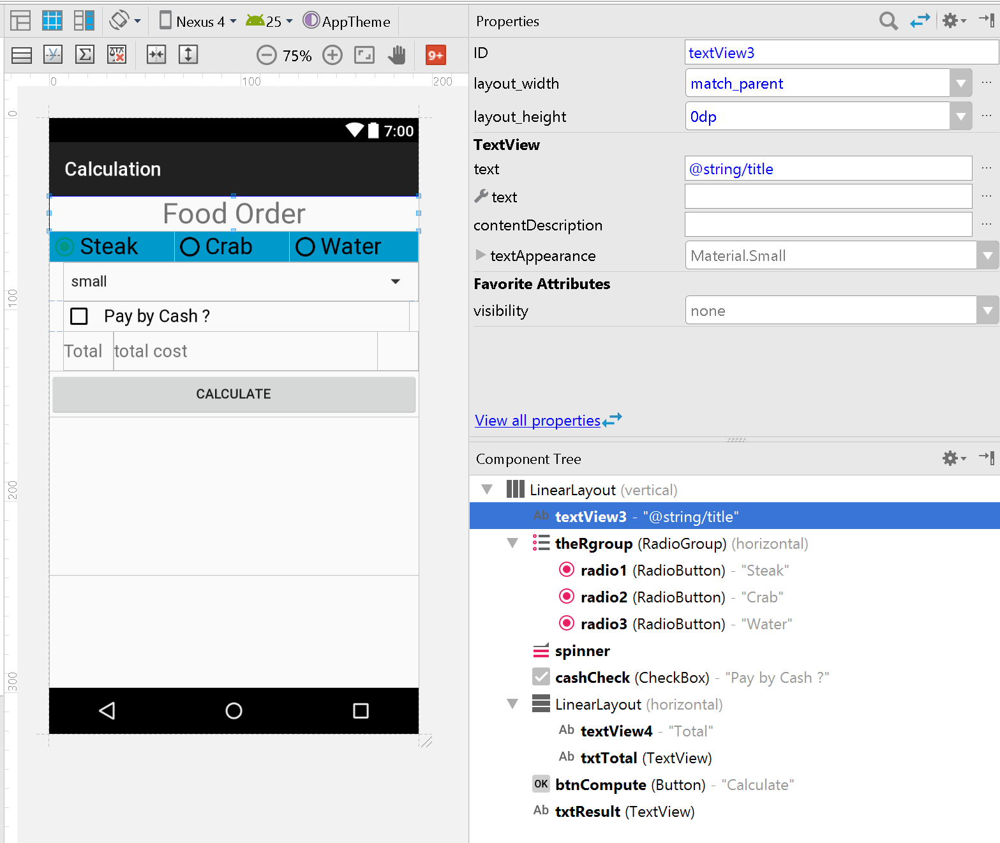 Nexus 4
25
AppTheme
75%
9+
0
100
200
0
100
200
300
7:00
Calculation
Food Order
Steak
Crab
Water
small
Pay by Cash ?
Total
total cost
CALCULATE
Properties
ID
textView3
layout_width
match_parent
...
layout_height
0dp
...
TextView
text
@string/title
...
text
...
contentDescription
...
textAppearance
Material.Small
Favorite Attributes
visibility
none
View all properties
Component Tree
LinearLayout (vertical)
Ab textView3 - "@string/title"
theRgroup (RadioGroup) (horizontal)
radio1 (RadioButton) - "Steak"
radio2 (RadioButton) - "Crab"
radio3 (RadioButton) - "Water"
spinner
cashCheck (CheckBox) - "Pay by Cash ?"
LinearLayout (horizontal)
Ab textView4 - "Total"
Ab txtTotal (TextView)
OK btnCompute (Button) - "Calculate"
Ab txtResult (TextView)